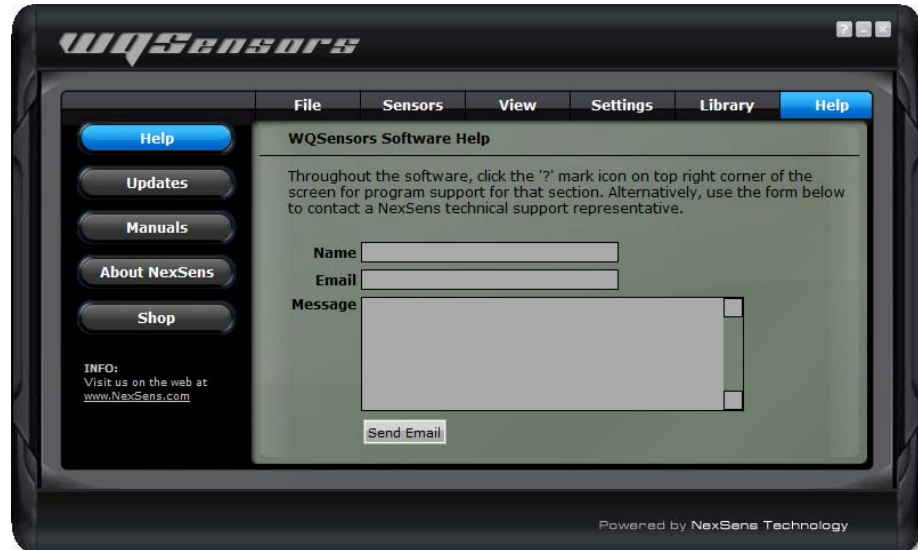 WQSensors
? - x
File Sensors View Settings Library Help
Help
Updates
Manuals
About NexSens
Shop
INFO:
Visit us on the web at
www.NexSens.com
WQSensors Software Help
Throughout the software, click the '?' mark icon on top right corner of the
screen for program support for that section. Alternatively, use the form below
to contact a NexSens technical support representative.
Name
Email
Message
Send Email
Powered by NexSens Technology